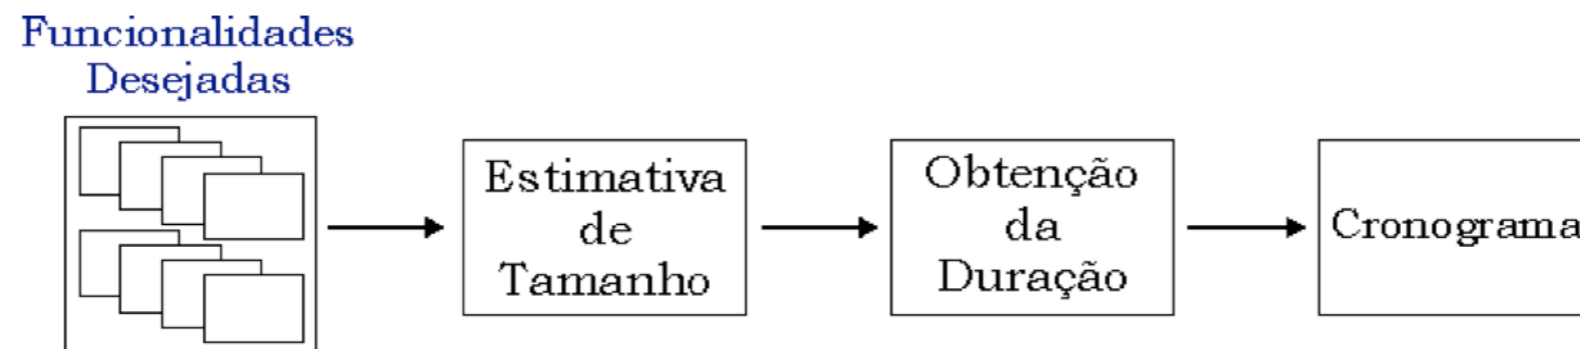 Funcionalidades
Desejadas
Estimativa
de
Tamanho
Obtenção
da
Duração
Cronograma